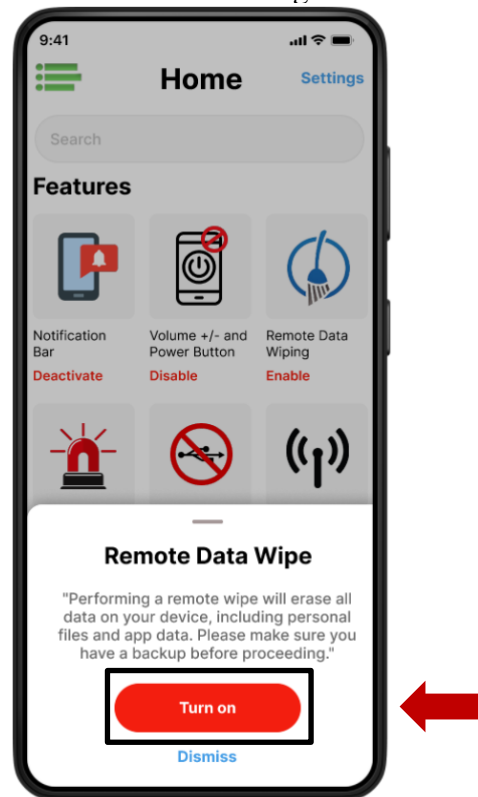 9:41
Home
Settings
Search
Features
Notification Bar
Volume +/- and Power Button
Remote Data Wiping
Deactivate
Disable
Enable
Remote Data Wipe
"Performing a remote wipe will erase all
data on your device, including personal
files and app data. Please make sure you
have a backup before proceeding."
Turn on
Dismiss